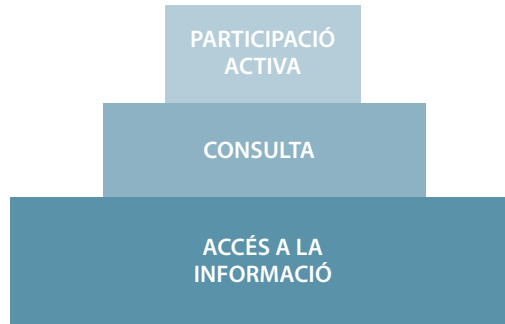 PARTICIPACIÓ
ACTIVA
CONSULTA
ACCÉS A LA
INFORMACIÓ